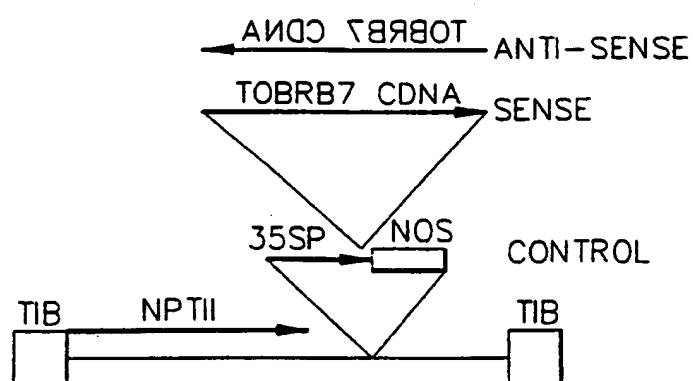 TOBRB7 CDNA
ANTI-SENSE
TOBRB7 CDNA
SENSE
35SP
NOS
CONTROL
TIB
NPTII
TIB